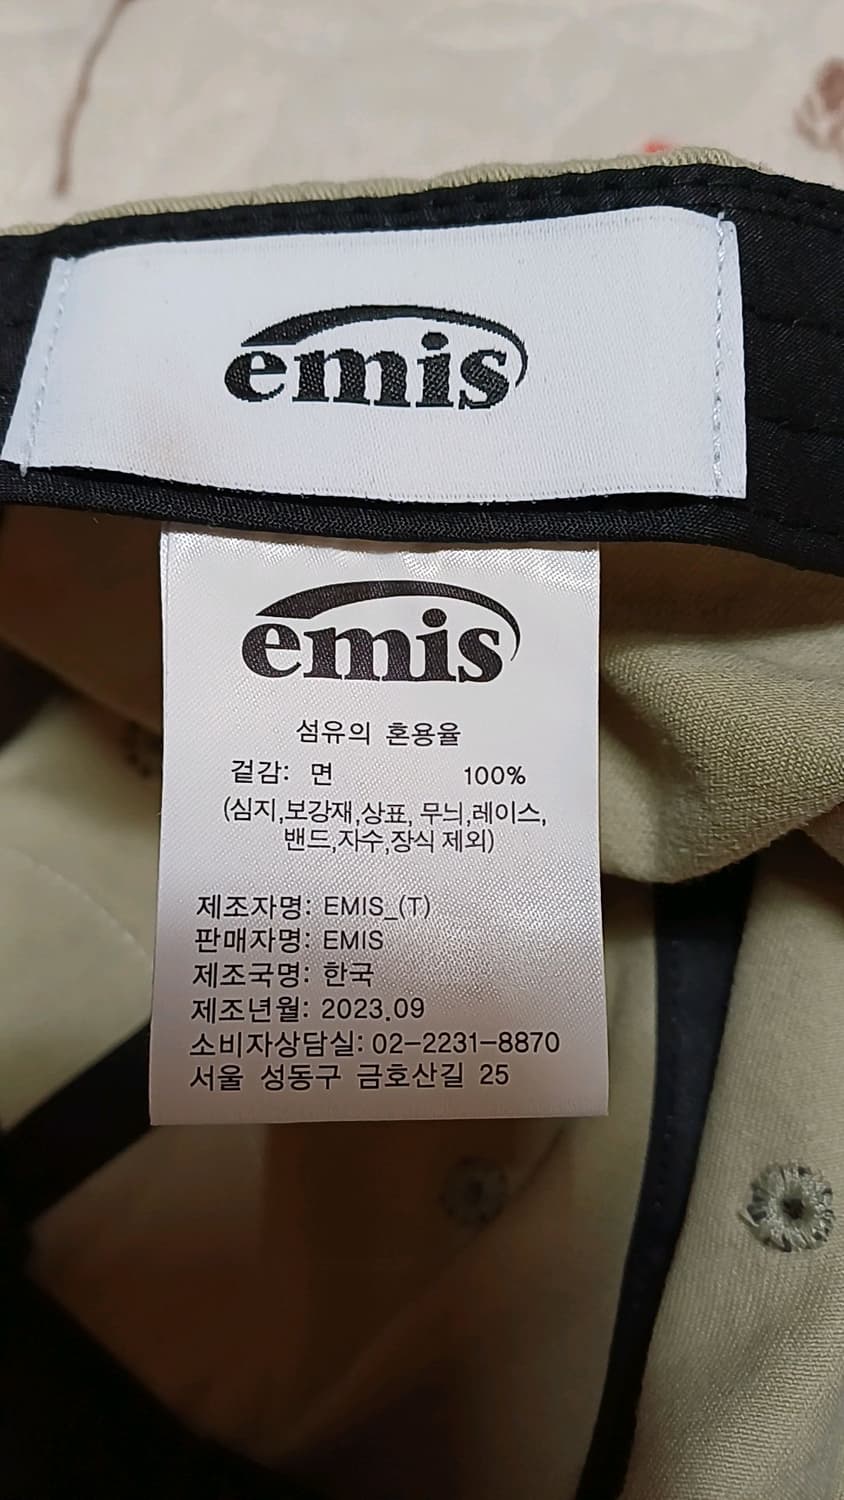 emis
emis
섬유의 혼용율
겉감: 면 100%
(심지,보강재,상표, 무늬,레이스,
밴드,자수,장식 제외)
제조자명: EMIS_(T)
판매자명: EMIS
제조국명: 한국
제조년월: 2023.09
소비자상담실: 02-2231-8870
서울 성동구 금호산길 25